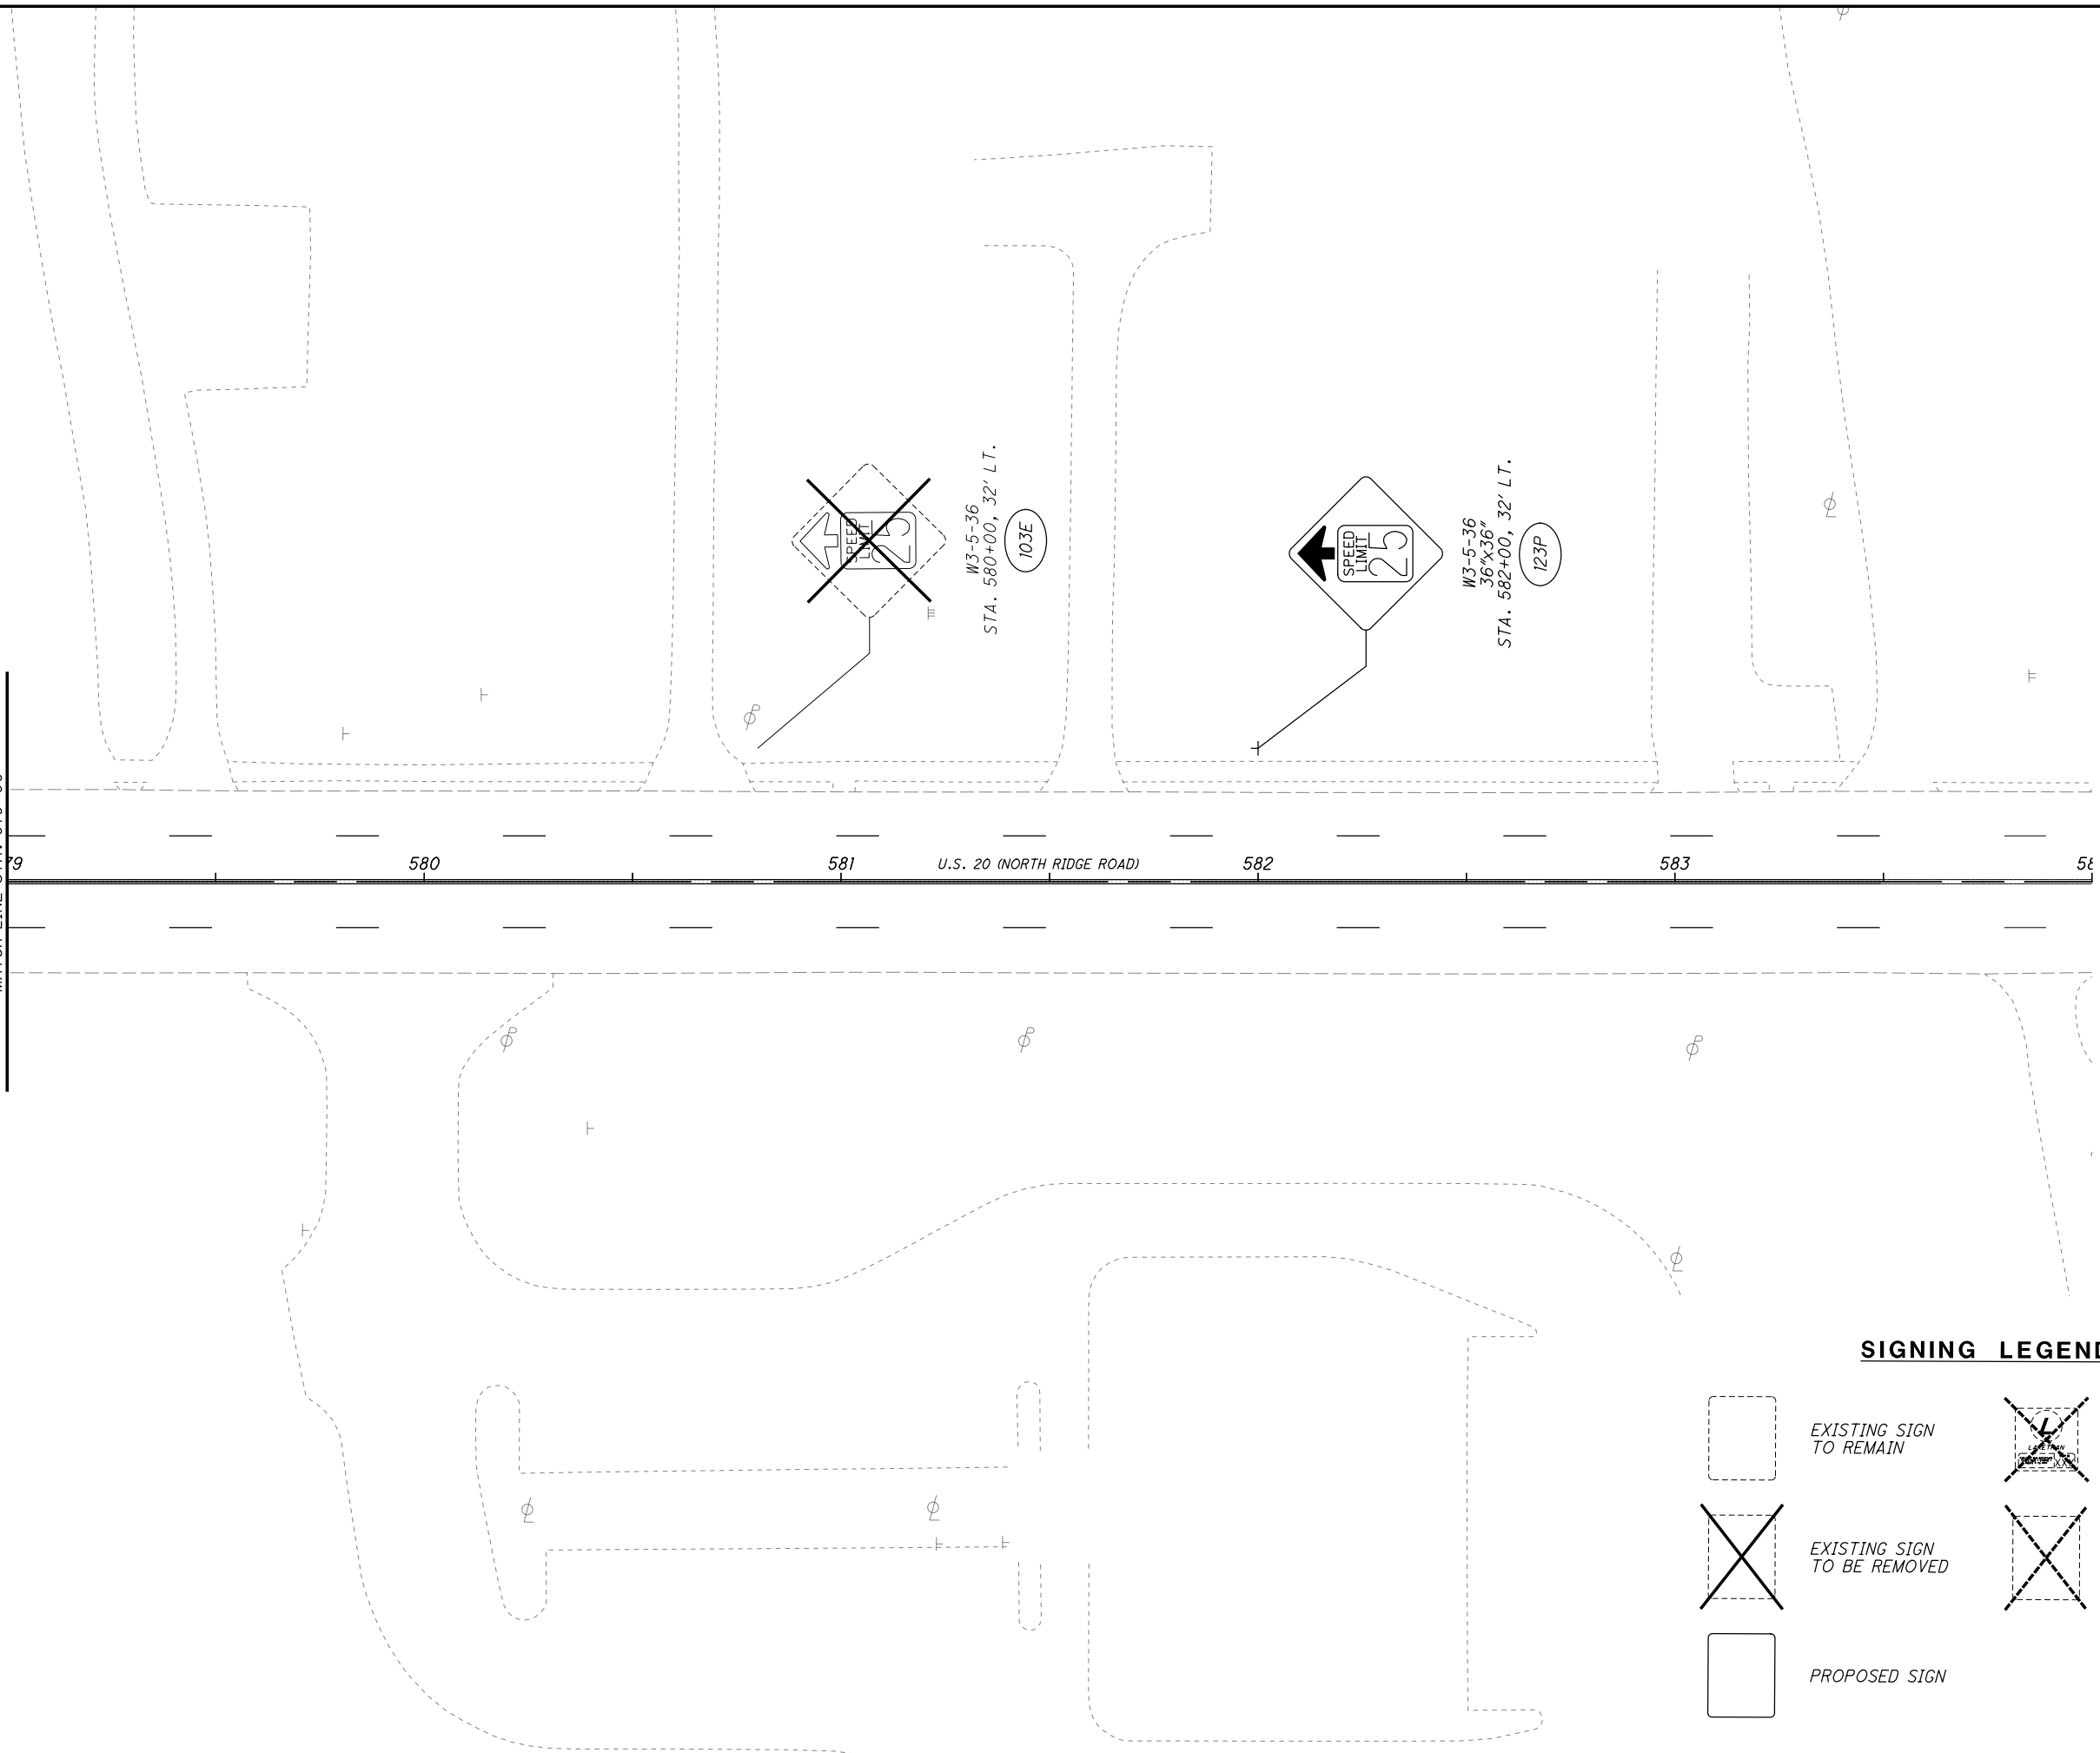 SPEED
LIMIT
25
W3-5-36
STA. 580+00, 32' LT.
103E
SPEED
LIMIT
25
W3-5-36
36"X36"
STA. 582+00, 32' LT.
123P
580
581
U.S. 20 (NORTH RIDGE ROAD)
582
583
SIGNING LEGEND
EXISTING SIGN
TO REMAIN
L
LAKETRAN
XXX
EXISTING SIGN
TO BE REMOVED
PROPOSED SIGN